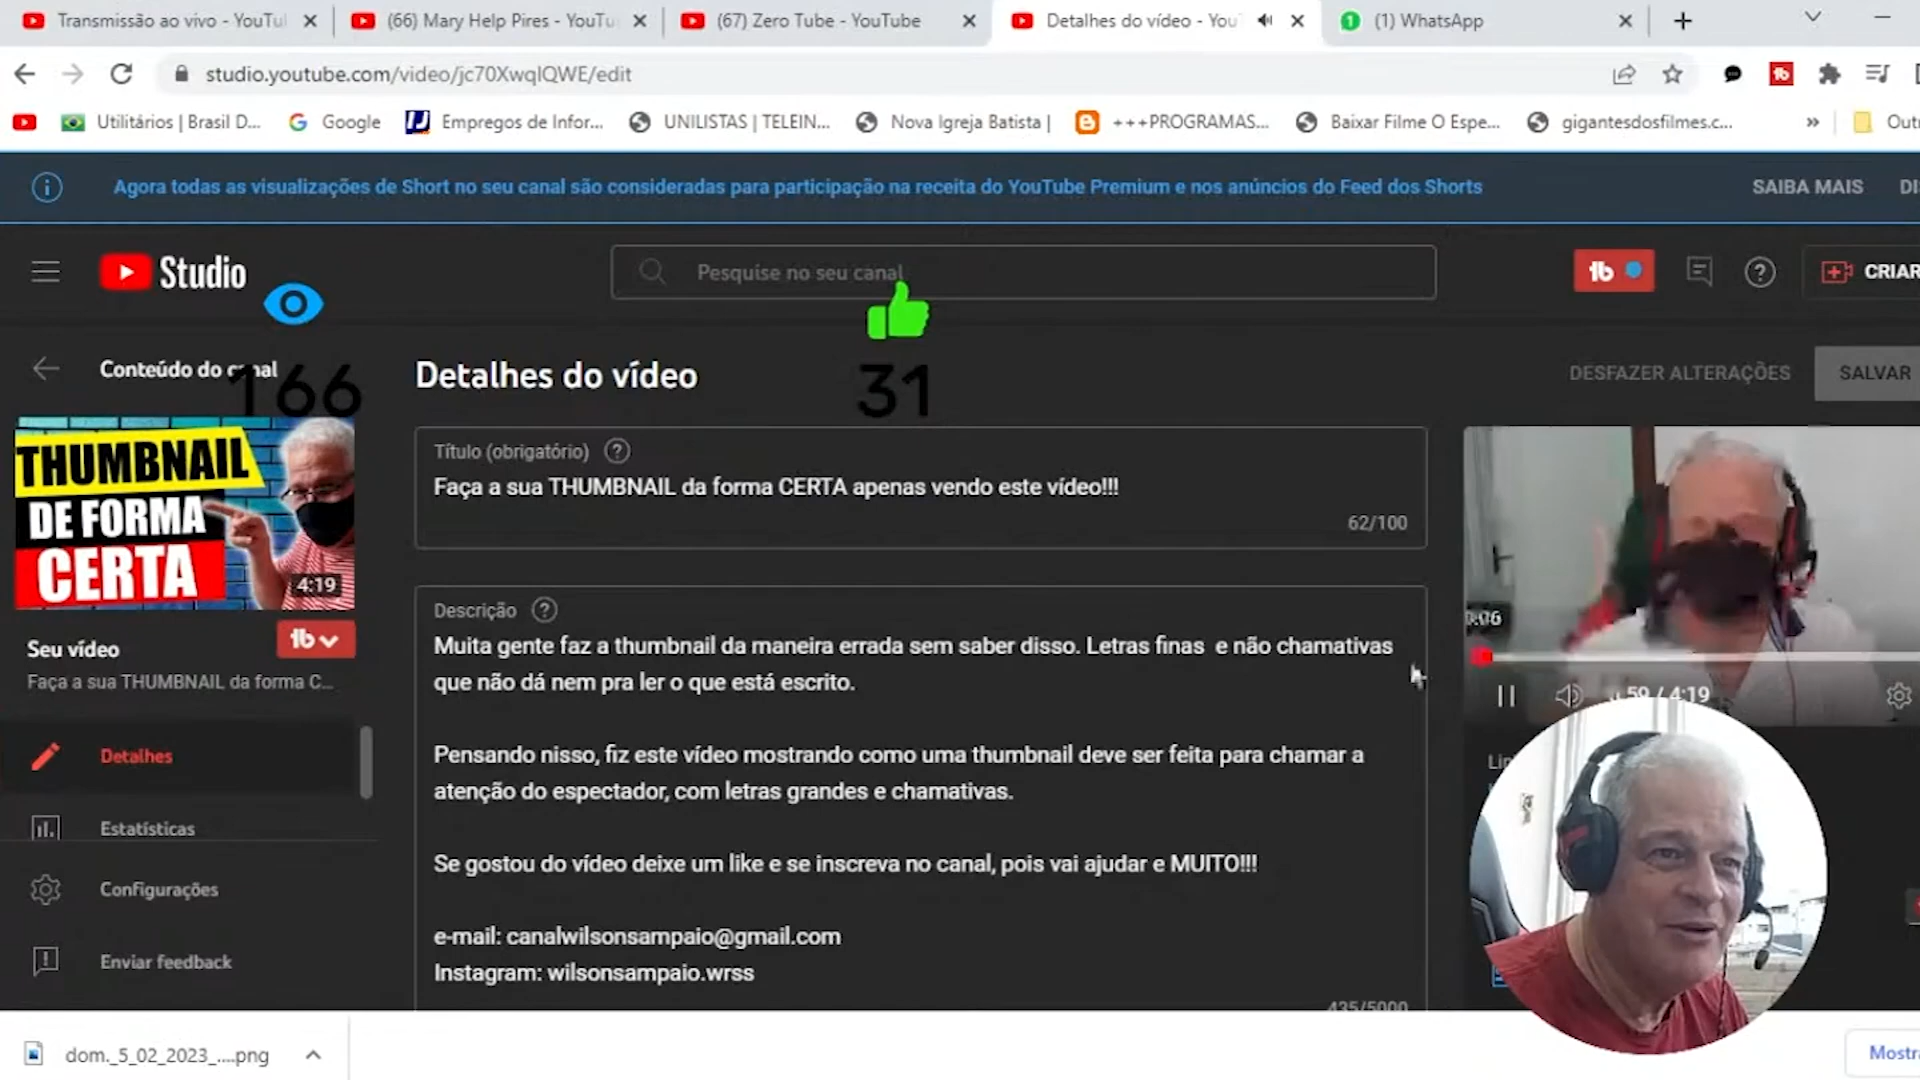 Transmissão ao vivo - YouTu
(66) Mary Help Pires - YouTu
(67) Zero Tube - YouTube
Detalhes do vídeo - You
(1) WhatsApp
studio.youtube.com/video/jc70XwqlQWE/edit
Utilitários | Brasil D...
Google
Empregos de Infor...
UNILISTAS | TELEIN...
Nova Igreja Batista |
+++PROGRAMAS...
Baixar Filme O Espe...
gigantesdosfilmes.c...
»
Agora todas as visualizações de Short no seu canal são consideradas para participação na receita do YouTube Premium e nos anúncios do Feed dos Shorts
SAIBA MAIS
Studio
Pesquise no seu canal
CRIAR
Conteúdo do canal
166
Detalhes do vídeo
31
DESFAZER ALTERAÇÕES
SALVAR
THUMBNAIL
DE FORMA
CERTA
4:19
Título (obrigatório)
Faça a sua THUMBNAIL da forma CERTA apenas vendo este vídeo!!!
62/100
Descrição
Muita gente faz a thumbnail da maneira errada sem saber disso. Letras finas e não chamativas
que não dá nem pra ler o que está escrito.
Pensando nisso, fiz este vídeo mostrando como uma thumbnail deve ser feita para chamar a
atenção do espectador, com letras grandes e chamativas.
Se gostou do vídeo deixe um like e se inscreva no canal, pois vai ajudar e MUITO!!!
e-mail: canalwilsonsampaio@gmail.com
Instagram: wilsonsampaio.wrss
435/5000
Seu vídeo
Faça a sua THUMBNAIL da forma C...
Detalhes
Estatísticas
Configurações
Enviar feedback
0:06
59 / 4:19
dom._5_02_2023_....png